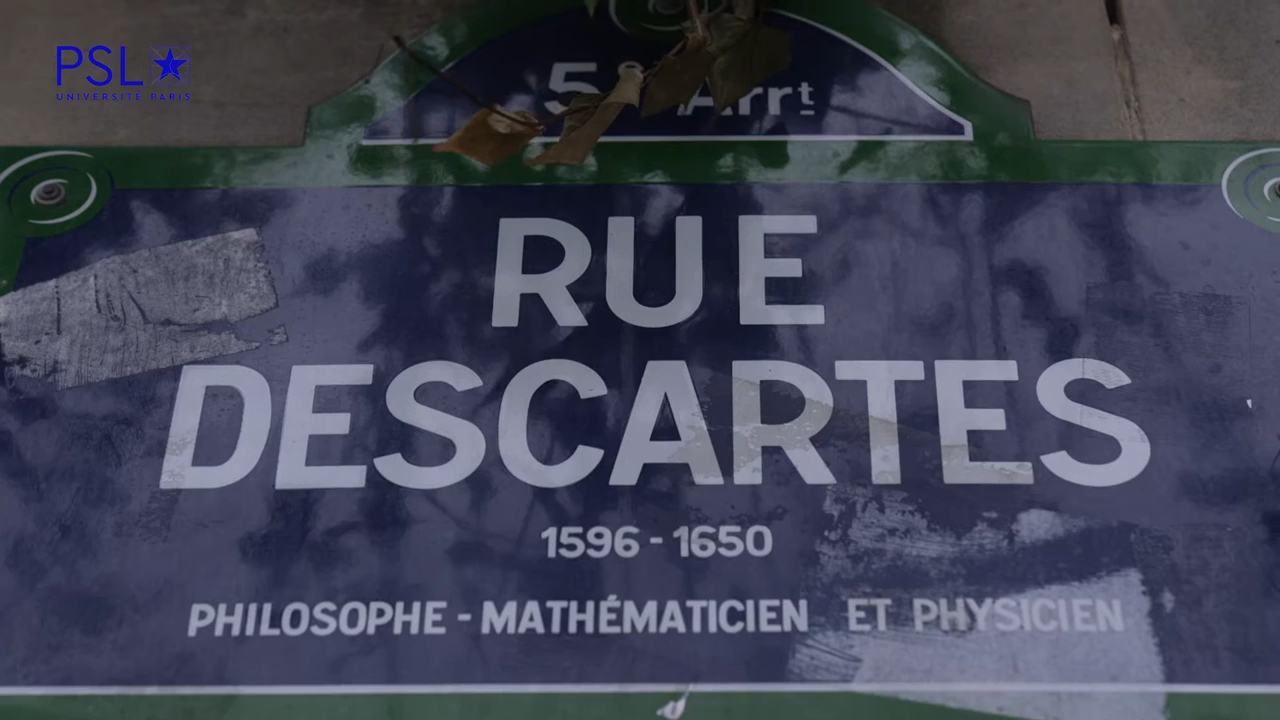 PSL
UNIVERSITÉ PARIS
5e Arrt
RUE
DESCARTES
1596 - 1650
PHILOSOPHE - MATHÉMATICIEN ET PHYSICIEN